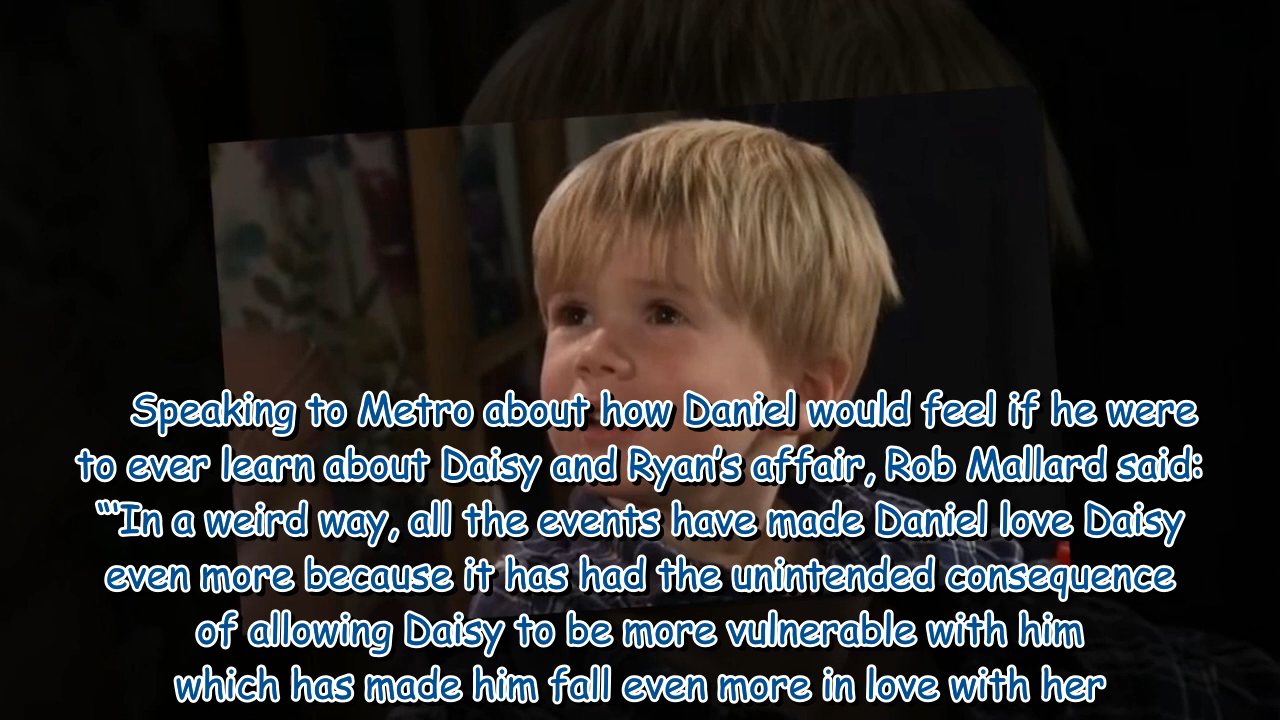 Speaking to Metro about how Daniel would feel if he were
to ever learn about Daisy and Ryan’s affair, Rob Mallard said:
“‘In a weird way, all the events have made Daniel love Daisy
even more because it has had the unintended consequence
of allowing Daisy to be more vulnerable with him
which has made him fall even more in love with her